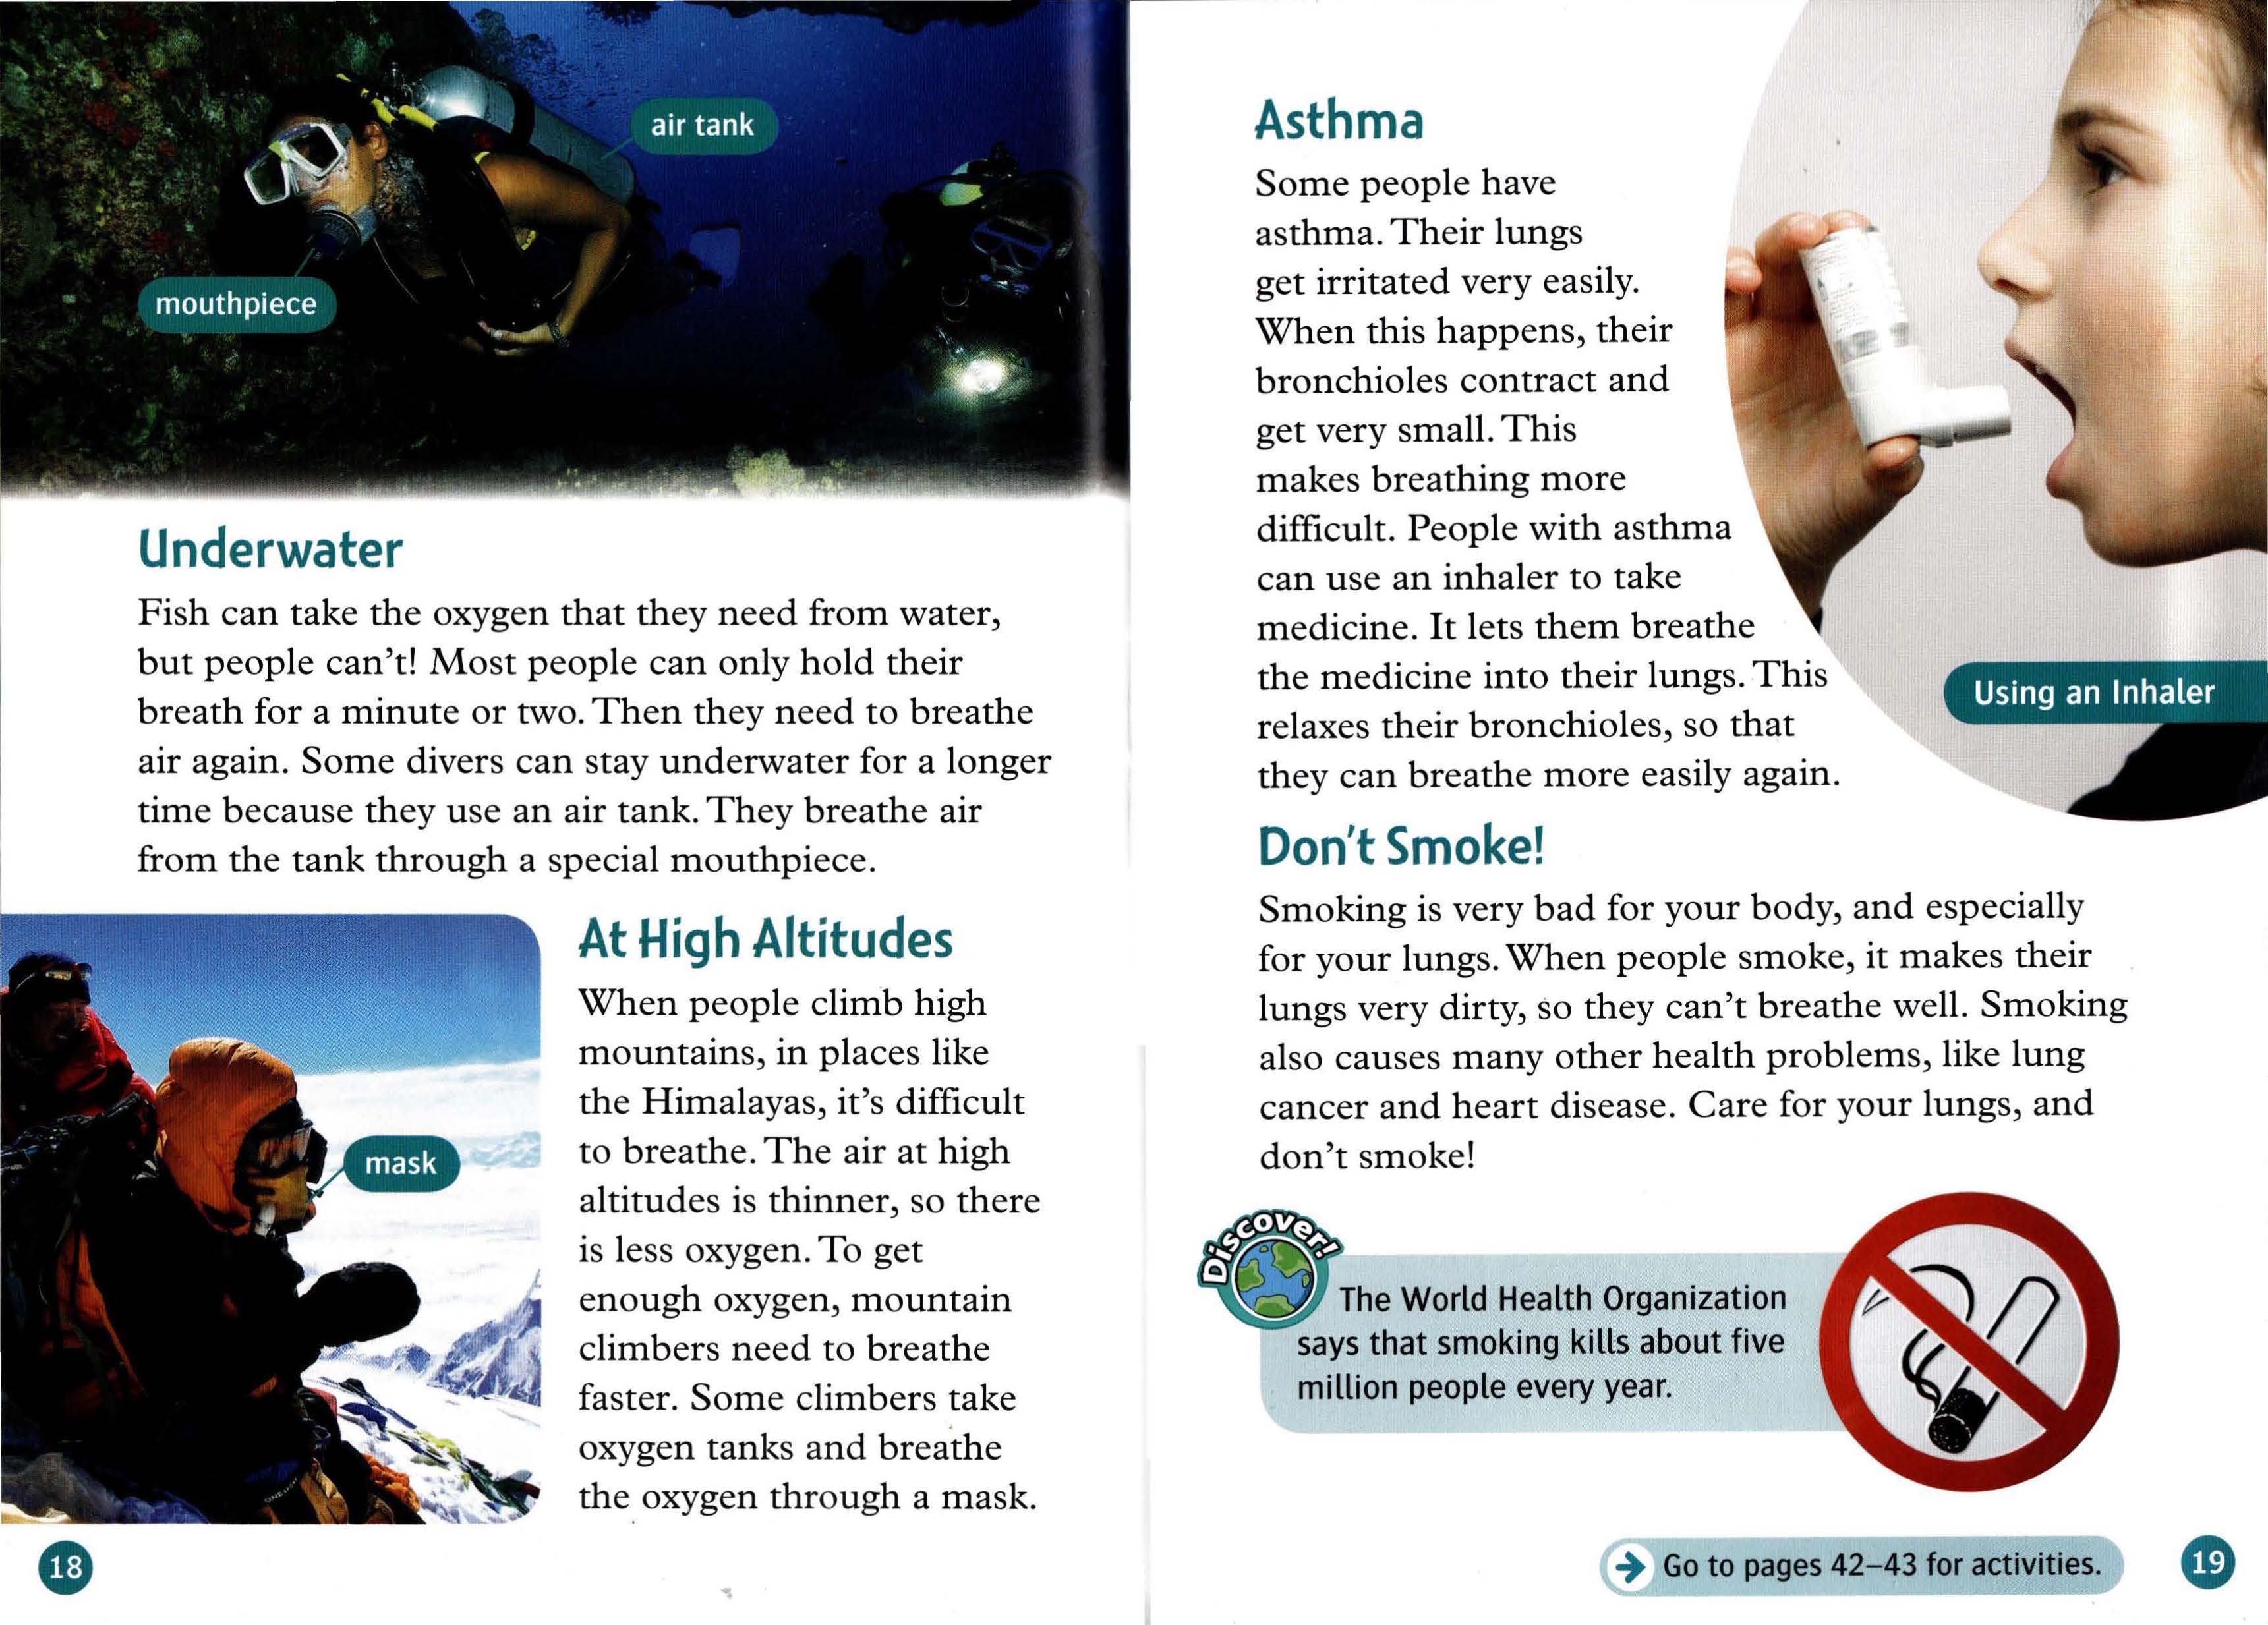 air tank
mouthpiece
Underwater
Fish can take the oxygen that they need from water,
but people can't! Most people can only hold their
breath for a minute or two. Then they need to breathe
air again. Some divers can stay underwater for a longer
time because they use an air tank. They breathe air
from the tank through a special mouthpiece.
mask
At High Altitudes
When people climb high
mountains, in places like
the Himalayas, it's difficult
to breathe. The air at high
altitudes is thinner, so there
is less oxygen. To get
enough oxygen, mountain
climbers need to breathe
faster. Some climbers take
oxygen tanks and breathe
the oxygen through a mask.
18
Asthma
Some people have
asthma. Their lungs
get irritated very easily.
When this happens, their
bronchioles contract and
get very small. This
makes breathing more
difficult. People with asthma
can use an inhaler to take
medicine. It lets them breathe
the medicine into their lungs. This
relaxes their bronchioles, so that
they can breathe more easily again.
Using an Inhaler
Don't Smoke!
Smoking is very bad for your body, and especially
for your lungs. When people smoke, it makes their
lungs very dirty, so they can't breathe well. Smoking
also causes many other health problems, like lung
cancer and heart disease. Care for your lungs, and
don't smoke!
Discover!
The World Health Organization
says that smoking kills about five
million people every year.
Go to pages 42–43 for activities.
19